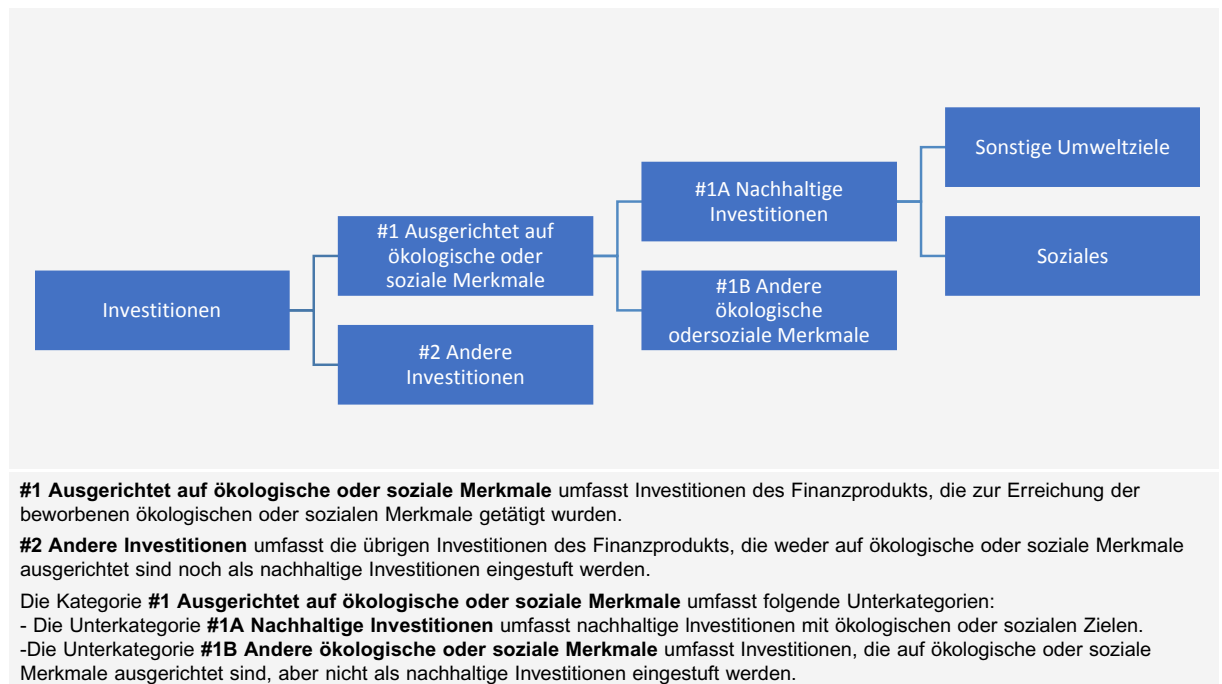 Investitionen
#1 Ausgerichtet auf
ökologische oder
soziale Merkmale
#2 Andere
Investitionen
#1A Nachhaltige
Investitionen
#1B Andere
ökologische
odersoziale Merkmale
Sonstige Umweltziele
Soziales
#1 Ausgerichtet auf ökologische oder soziale Merkmale umfasst Investitionen des Finanzprodukts, die zur Erreichung der
beworbenen ökologischen oder sozialen Merkmale getätigt wurden.
#2 Andere Investitionen umfasst die übrigen Investitionen des Finanzprodukts, die weder auf ökologische oder soziale Merkmale
ausgerichtet sind noch als nachhaltige Investitionen eingestuft werden.
Die Kategorie #1 Ausgerichtet auf ökologische oder soziale Merkmale umfasst folgende Unterkategorien:
- Die Unterkategorie #1A Nachhaltige Investitionen umfasst nachhaltige Investitionen mit ökologischen oder sozialen Zielen.
-Die Unterkategorie #1B Andere ökologische oder soziale Merkmale umfasst Investitionen, die auf ökologische oder soziale
Merkmale ausgerichtet sind, aber nicht als nachhaltige Investitionen eingestuft werden.